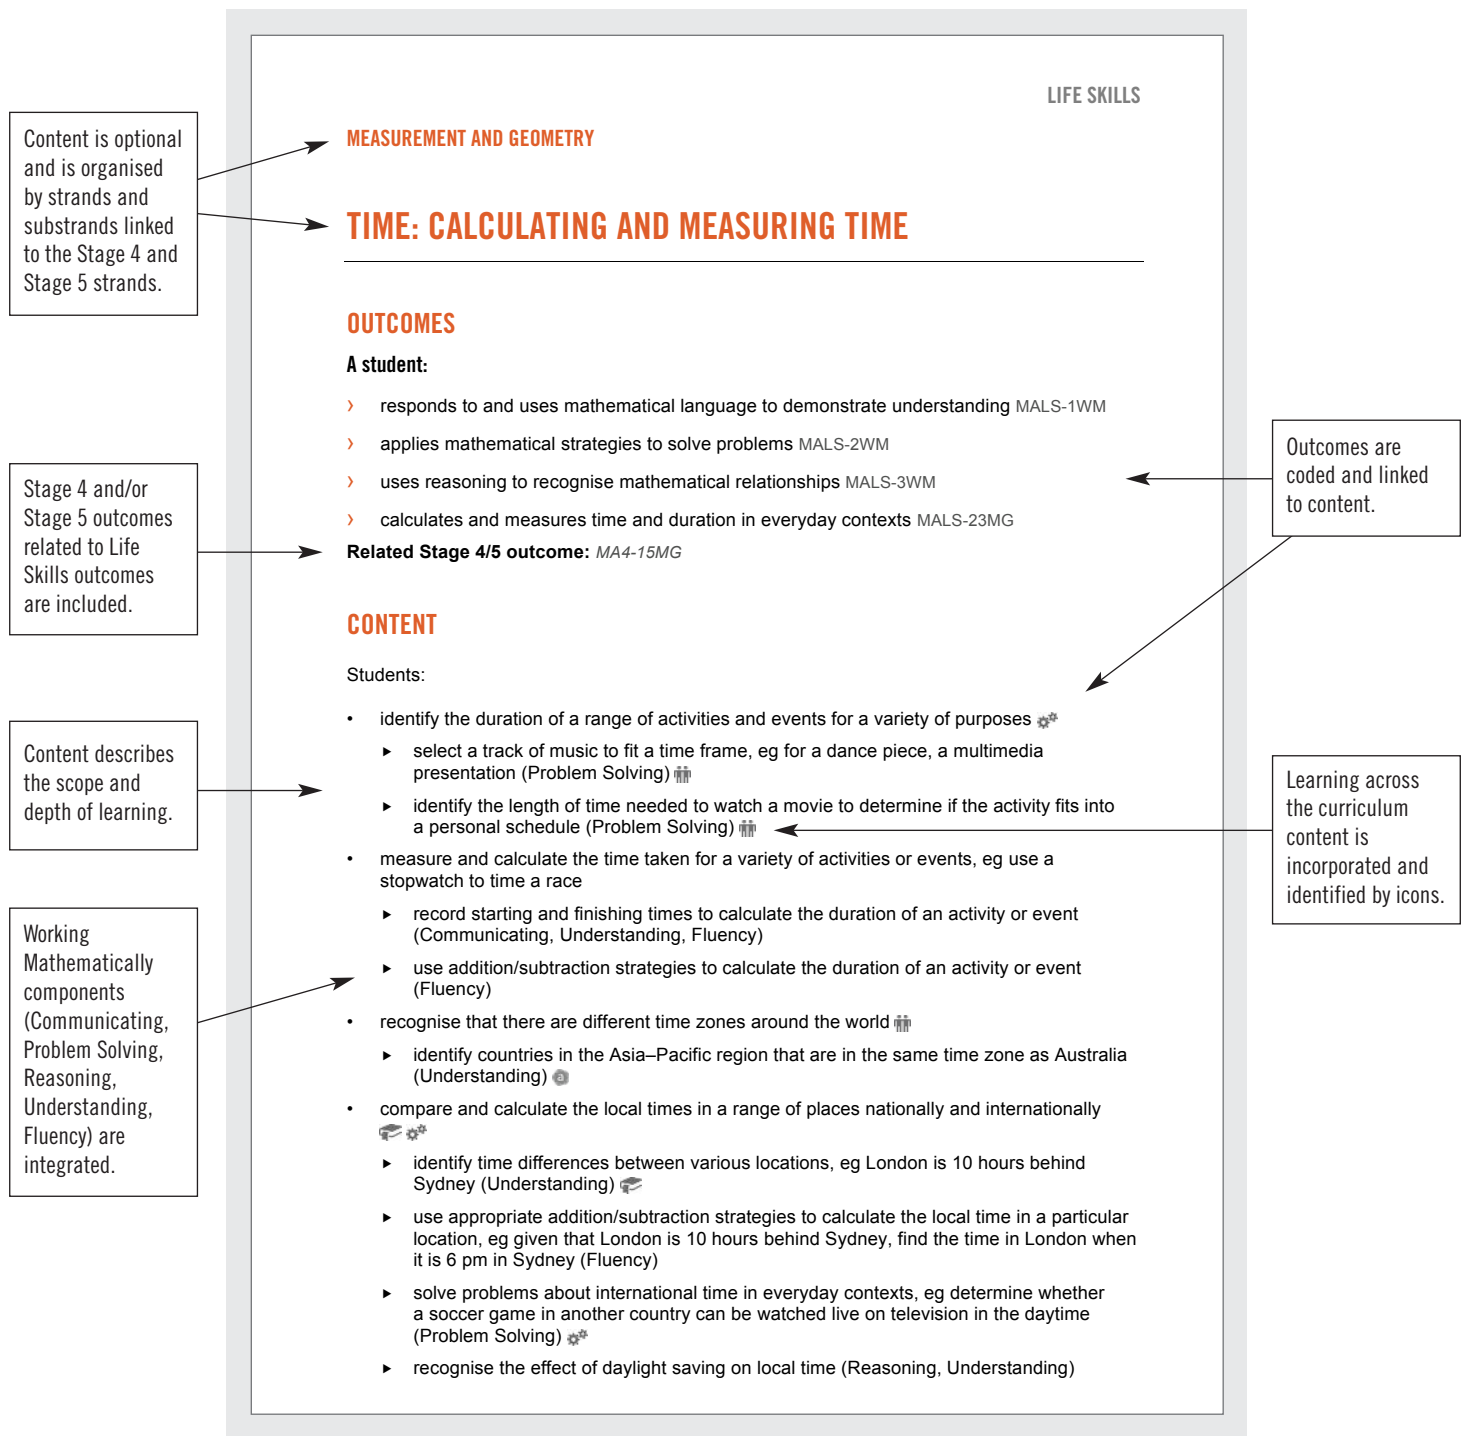 LIFE SKILLS
MEASUREMENT AND GEOMETRY
TIME: CALCULATING AND MEASURING TIME
OUTCOMES
A student:
› responds to and uses mathematical language to demonstrate understanding MALS-1WM
› applies mathematical strategies to solve problems MALS-2WM
› uses reasoning to recognise mathematical relationships MALS-3WM
› calculates and measures time and duration in everyday contexts MALS-23MG
Related Stage 4/5 outcome: MA4-15MG
CONTENT
Students:
• identify the duration of a range of activities and events for a variety of purposes
▶ select a track of music to fit a time frame, eg for a dance piece, a multimedia
presentation (Problem Solving)
▶ identify the length of time needed to watch a movie to determine if the activity fits into
a personal schedule (Problem Solving)
• measure and calculate the time taken for a variety of activities or events, eg use a
stopwatch to time a race
▶ record starting and finishing times to calculate the duration of an activity or event
(Communicating, Understanding, Fluency)
▶ use addition/subtraction strategies to calculate the duration of an activity or event
(Fluency)
• recognise that there are different time zones around the world
▶ identify countries in the Asia–Pacific region that are in the same time zone as Australia
(Understanding) a
• compare and calculate the local times in a range of places nationally and internationally
▶ identify time differences between various locations, eg London is 10 hours behind
Sydney (Understanding)
▶ use appropriate addition/subtraction strategies to calculate the local time in a particular
location, eg given that London is 10 hours behind Sydney, find the time in London when
it is 6 pm in Sydney (Fluency)
▶ solve problems about international time in everyday contexts, eg determine whether
a soccer game in another country can be watched live on television in the daytime
(Problem Solving)
▶ recognise the effect of daylight saving on local time (Reasoning, Understanding)
Content is optional
and is organised
by strands and
substrands linked
to the Stage 4 and
Stage 5 strands.
Stage 4 and/or
Stage 5 outcomes
related to Life
Skills outcomes
are included.
Content describes
the scope and
depth of learning.
Working
Mathematically
components
(Communicating,
Problem Solving,
Reasoning,
Understanding,
Fluency) are
integrated.
Outcomes are
coded and linked
to content.
Learning across
the curriculum
content is
incorporated and
identified by icons.